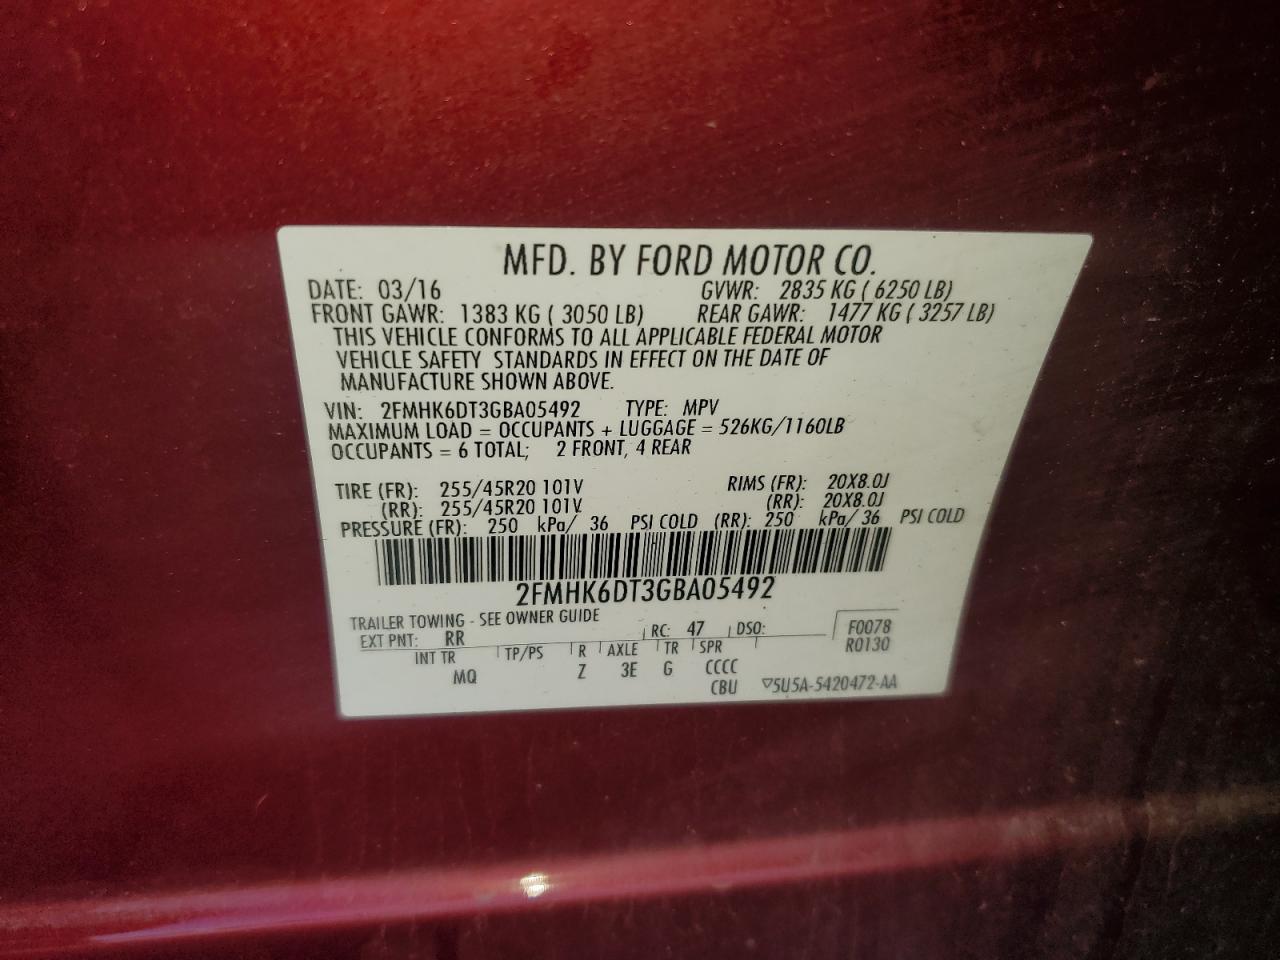 MFD. BY FORD MOTOR CO.
DATE: 03/16 GVWR: 2835 KG ( 6250 LB)
FRONT GAWR: 1383 KG ( 3050 LB) REAR GAWR: 1477 KG ( 3257 LB)
THIS VEHICLE CONFORMS TO ALL APPLICABLE FEDERAL MOTOR
VEHICLE SAFETY STANDARDS IN EFFECT ON THE DATE OF
MANUFACTURE SHOWN ABOVE.
VIN: 2FMHK6DT3GBA05492 TYPE: MPV
MAXIMUM LOAD = OCCUPANTS + LUGGAGE = 526KG/1160LB
OCCUPANTS = 6 TOTAL; 2 FRONT, 4 REAR
TIRE (FR): 255/45R20 101V RIMS (FR): 20X8.0J
(RR): 255/45R20 101V (RR): 20X8.0J
PRESSURE (FR): 250 kPa/ 36 PSI COLD (RR): 250 kPa/ 36 PSI COLD
2FMHK6DT3GBA05492
TRAILER TOWING - SEE OWNER GUIDE
EXT PNT: RR RC: 47 DSO: F0078
R0130
INT TR TP/PS R AXLE TR SPR
MQ Z 3E G CCCC
CBU ▽5U5A-5420472-AA